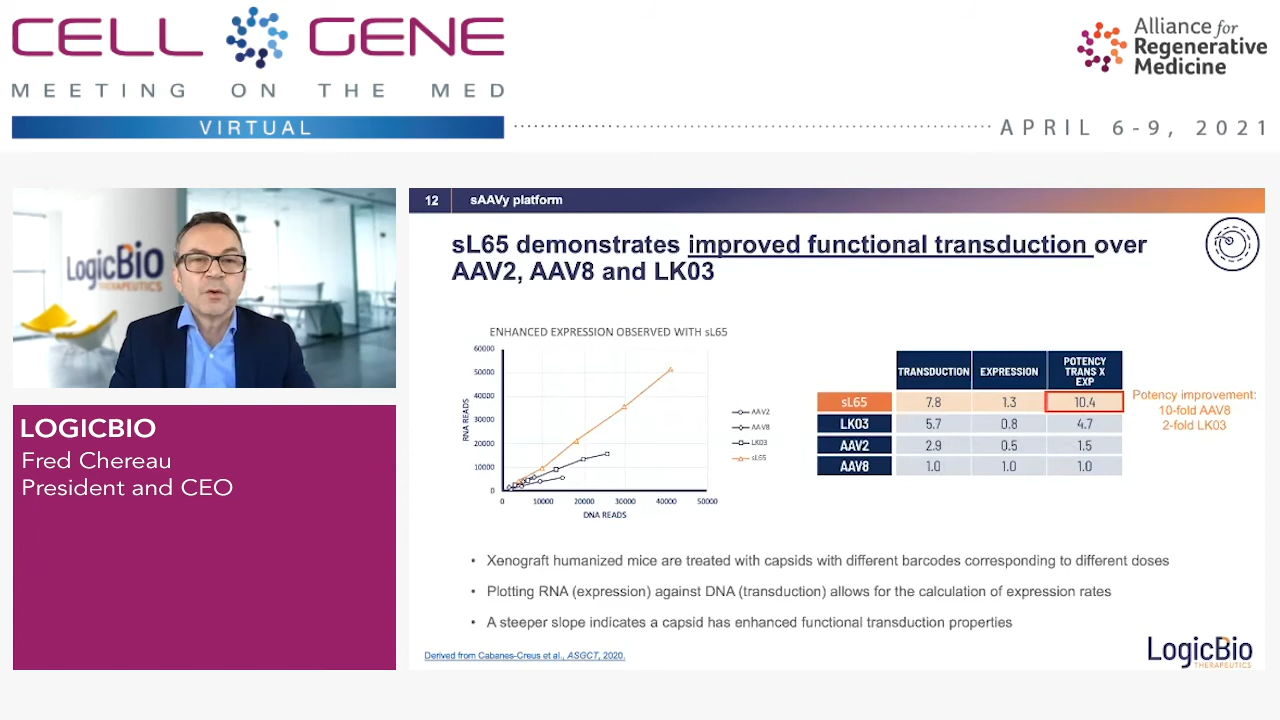 CELL GENE
MEETING ON THE MED
VIRTUAL
APRIL 6-9, 2021
Alliance for
Regenerative
Medicine
LogicBio
THERAPEUTICS
LOGICBIO
Fred Chereau
President and CEO
12 sAAVy platform
sL65 demonstrates improved functional transduction over
AAV2, AAV8 and LK03
ENHANCED EXPRESSION OBSERVED WITH sL65
60000
50000
40000
30000
20000
10000
0
RNA READS
0 10000 20000 30000 40000 50000
DNA READS
AAV2
AAV8
LK03
sL65
TRANSDUCTION EXPRESSION POTENCY TRANS X EXP
sL65 7.8 1.3 10.4
LK03 5.7 0.8 4.7
AAV2 2.9 0.5 1.5
AAV8 1.0 1.0 1.0
Potency improvement:
10-fold AAV8
2-fold LK03
• Xenograft humanized mice are treated with capsids with different barcodes corresponding to different doses
• Plotting RNA (expression) against DNA (transduction) allows for the calculation of expression rates
• A steeper slope indicates a capsid has enhanced functional transduction properties
Derived from Cabanes-Creus et al., ASGCT, 2020.
LogicBio
THERAPEUTICS